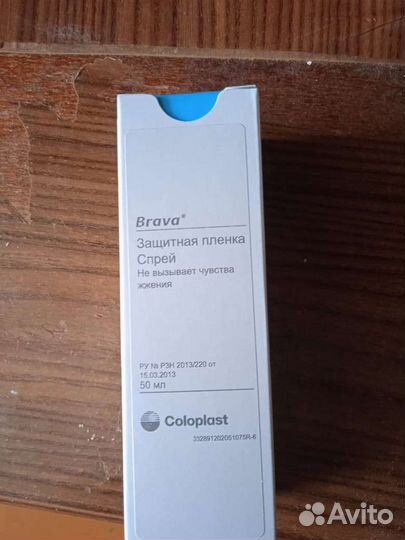 Brava®
Защитная пленка
Спрей
Не вызывает чувства
жжения
РУ № РЗН 2013/220 от
15.03.2013
50 мл
Coloplast
332891202051075R-6
Avito